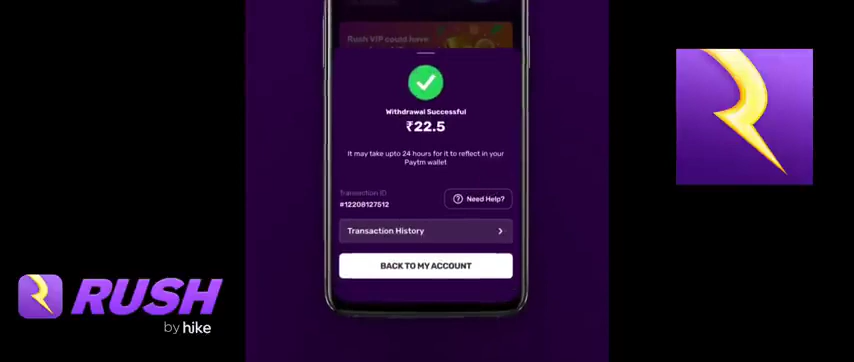 Rush VIP could have
Withdrawal Successful
₹22.5
It may take upto 24 hours for it to reflect in your
Paytm wallet
Transaction ID
#12208127512
Need Help?
Transaction History
BACK TO MY ACCOUNT
RUSH
by hike